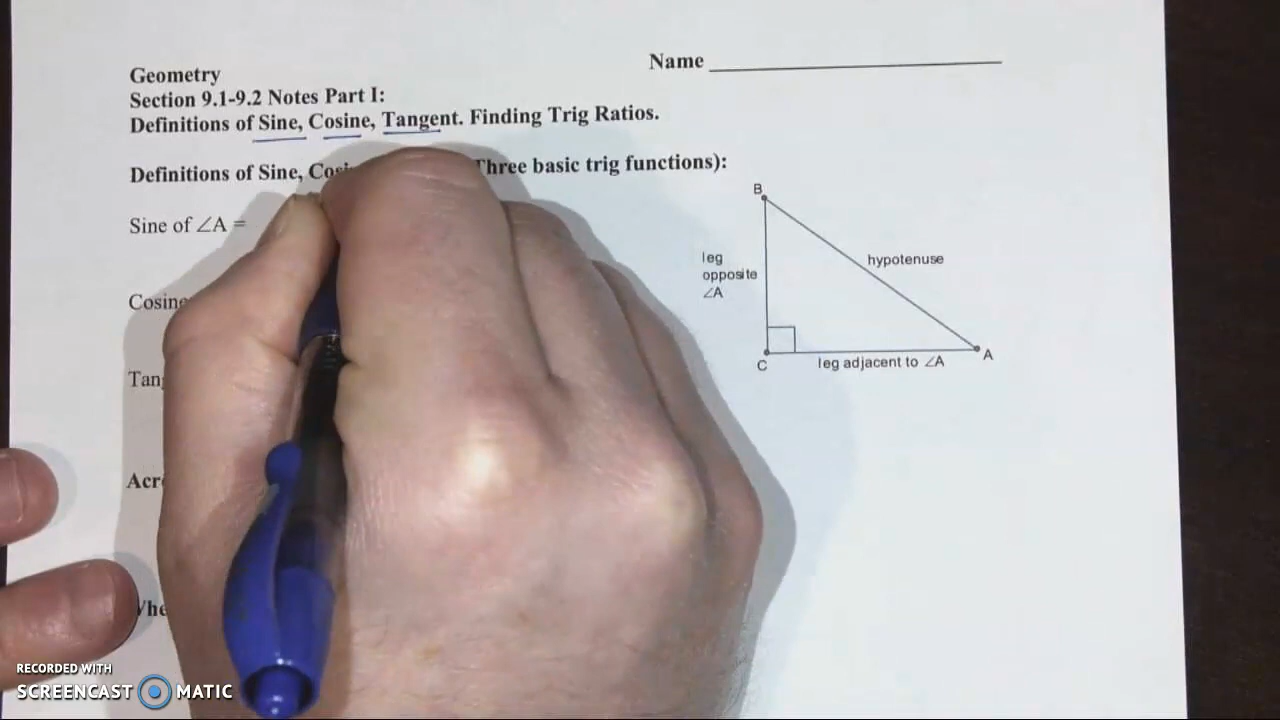 Geometry
Name
Section 9.1-9.2 Notes Part I:
Definitions of Sine, Cosine, Tangent. Finding Trig Ratios.
Definitions of Sine, Three basic trig functions):
B
Sine of ∠A =
leg
opposite
∠A
hypotenuse
Cosine
C
leg adjacent to ∠A
A
RECORDED WITH
SCREENCAST MATIC